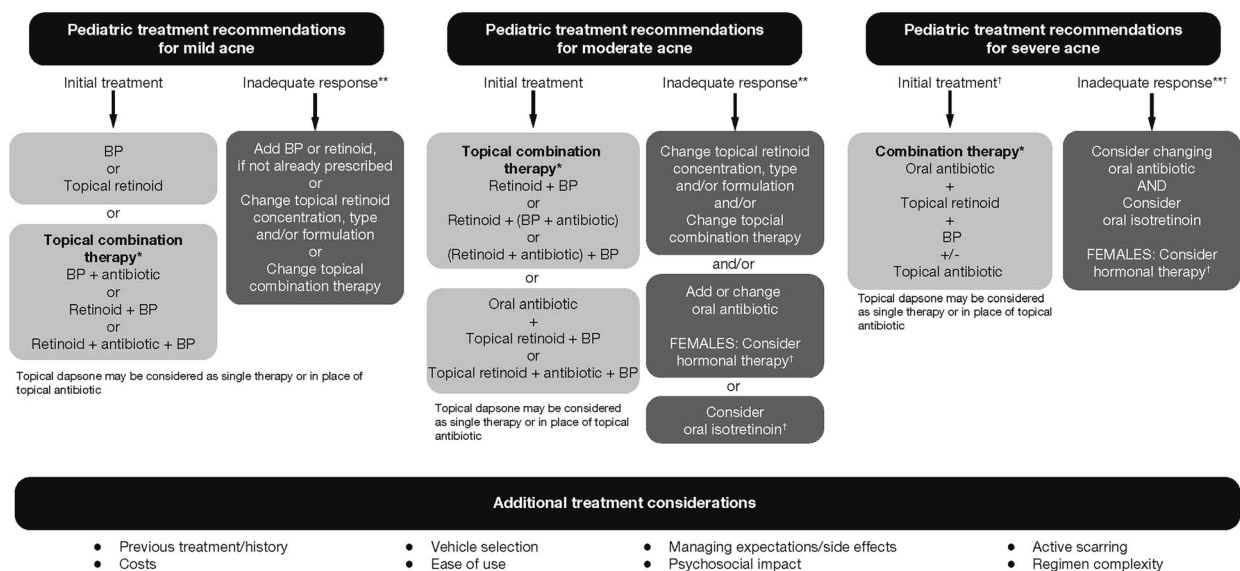 Pediatric treatment recommendations
for mild acne
Initial treatment
BP
or
Topical retinoid
or
Topical combination
therapy*
BP + antibiotic
or
Retinoid + BP
or
Retinoid + antibiotic + BP
Inadequate response**
Add BP or retinoid,
if not already prescribed
or
Change topical retinoid
concentration, type
and/or formulation
or
Change topical
combination therapy
Topical dapsone may be considered as single therapy or in place of
topical antibiotic
Pediatric treatment recommendations
for moderate acne
Initial treatment
Topical combination
therapy*
Retinoid + BP
or
Retinoid + (BP + antibiotic)
or
(Retinoid + antibiotic) + BP
or
Oral antibiotic
+
Topical retinoid + BP
or
Topical retinoid + antibiotic + BP
Topical dapsone may be considered
as single therapy or in place of topical
antibiotic
Inadequate response**
Change topical retinoid
concentration, type
and/or formulation
and/or
Change topcial
combination therapy
and/or
Add or change
oral antibiotic
FEMALES: Consider
hormonal therapy†
or
Consider
oral isotretinoin†
Pediatric treatment recommendations
for severe acne
Initial treatment†
Combination therapy*
Oral antibiotic
+
Topical retinoid
+
BP
+/-
Topical antibiotic
Topical dapsone may be considered
as single therapy or in place of topical
antibiotic
Inadequate response**†
Consider changing
oral antibiotic
AND
Consider
oral isotretinoin
FEMALES: Consider
hormonal therapy†
Additional treatment considerations
● Previous treatment/history
● Costs
● Vehicle selection
● Ease of use
● Managing expectations/side effects
● Psychosocial impact
● Active scarring
● Regimen complexity